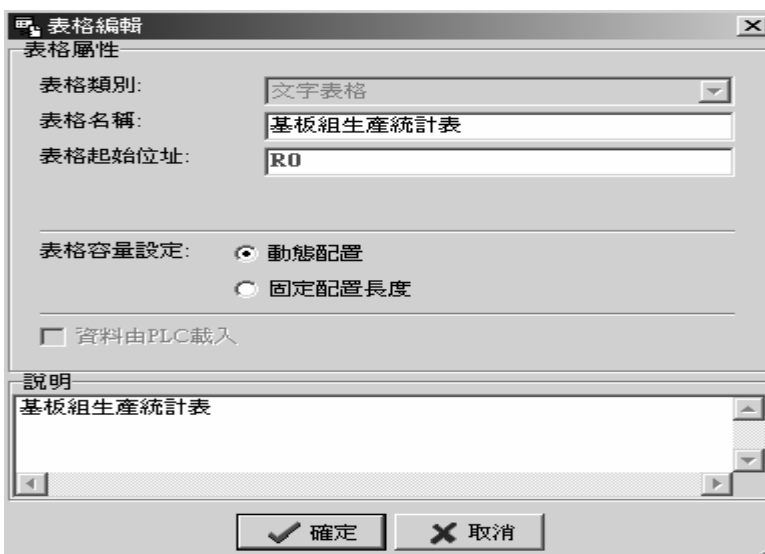 表格編輯
表格屬性
表格類別: 文字表格
表格名稱: 基板組生產統計表
表格起始位址: R0
表格容量設定: 動態配置
固定配置長度
資料由PLC載入
說明
基板組生產統計表
確定 取消